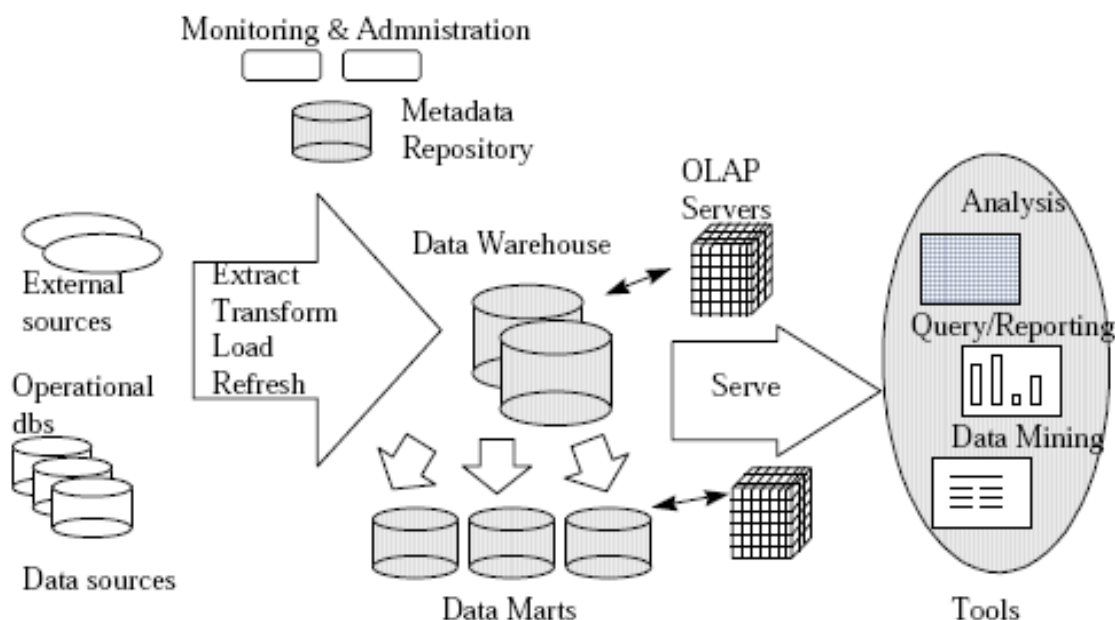 Monitoring & Admnistration
Metadata
Repository
OLAP
Servers
Data Warehouse
External
sources
Extract
Transform
Load
Refresh
Operational
dbs
Serve
Analysis
Query/Reporting
Data Mining
Data sources
Data Marts
Tools